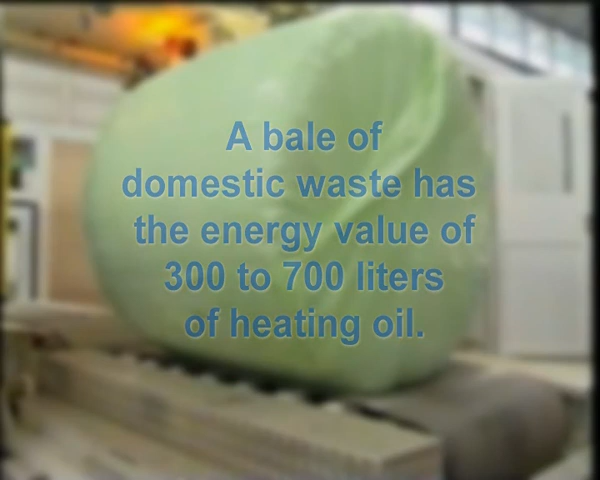 A bale of
domestic waste has
the energy value of
300 to 700 liters
of heating oil.